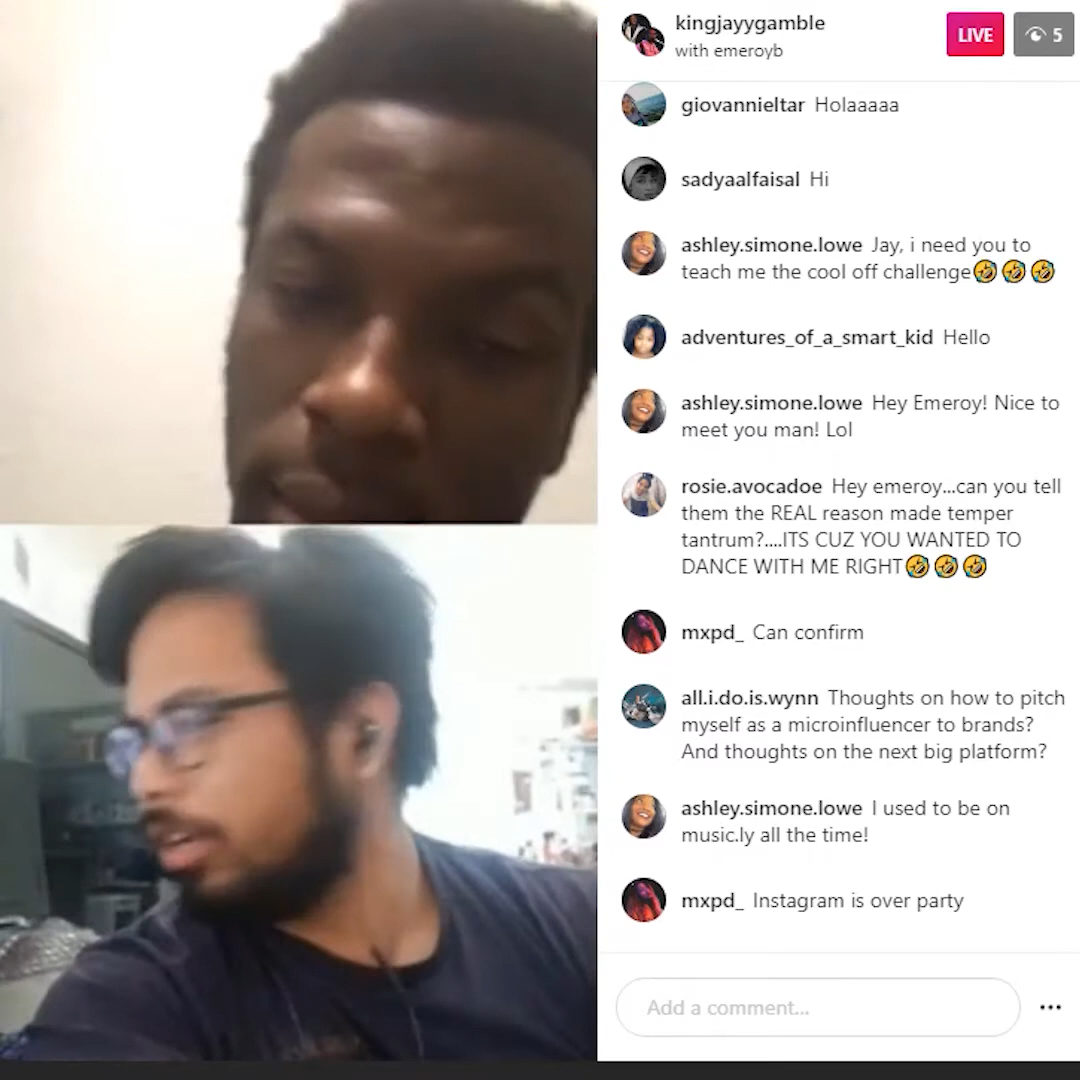 kingjayygamble
with emeroyb
LIVE
5
giovannieltar Holaaaaa
sadyaalfaisal Hi
ashley.simone.lowe Jay, i need you to
teach me the cool off challenge🤣🤣🤣
adventures_of_a_smart_kid Hello
ashley.simone.lowe Hey Emeroy! Nice to
meet you man! Lol
rosie.avocadoe Hey emeroy...can you tell
them the REAL reason made temper
tantrum?....ITS CUZ YOU WANTED TO
DANCE WITH ME RIGHT🤣🤣🤣
mxpd_ Can confirm
all.i.do.is.wynn Thoughts on how to pitch
myself as a microinfluencer to brands?
And thoughts on the next big platform?
ashley.simone.lowe I used to be on
music.ly all the time!
mxpd_ Instagram is over party
Add a comment...